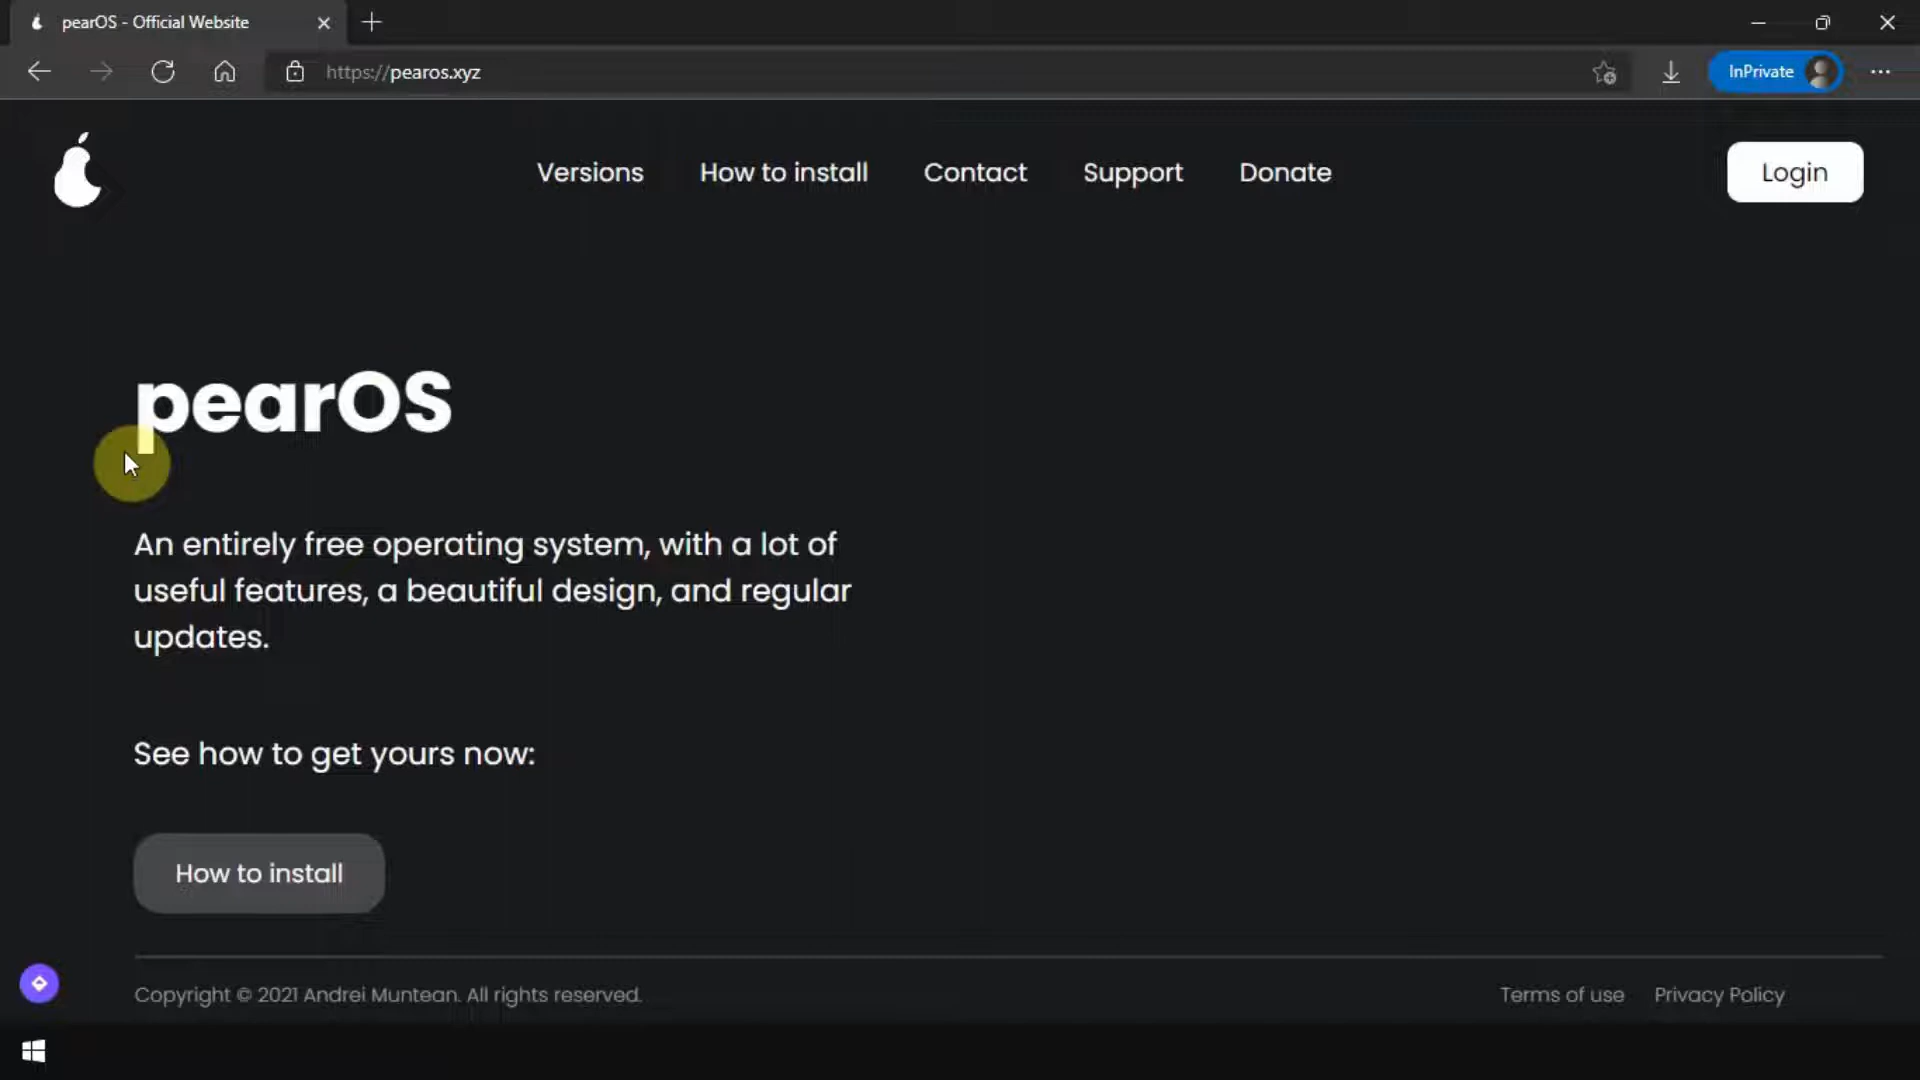 pearOS - Official Website
https://pearos.xyz
InPrivate
Versions
How to install
Contact
Support
Donate
Login
pearOS
An entirely free operating system, with a lot of
useful features, a beautiful design, and regular
updates.
See how to get yours now:
How to install
Copyright © 2021 Andrei Muntean. All rights reserved.
Terms of use
Privacy Policy